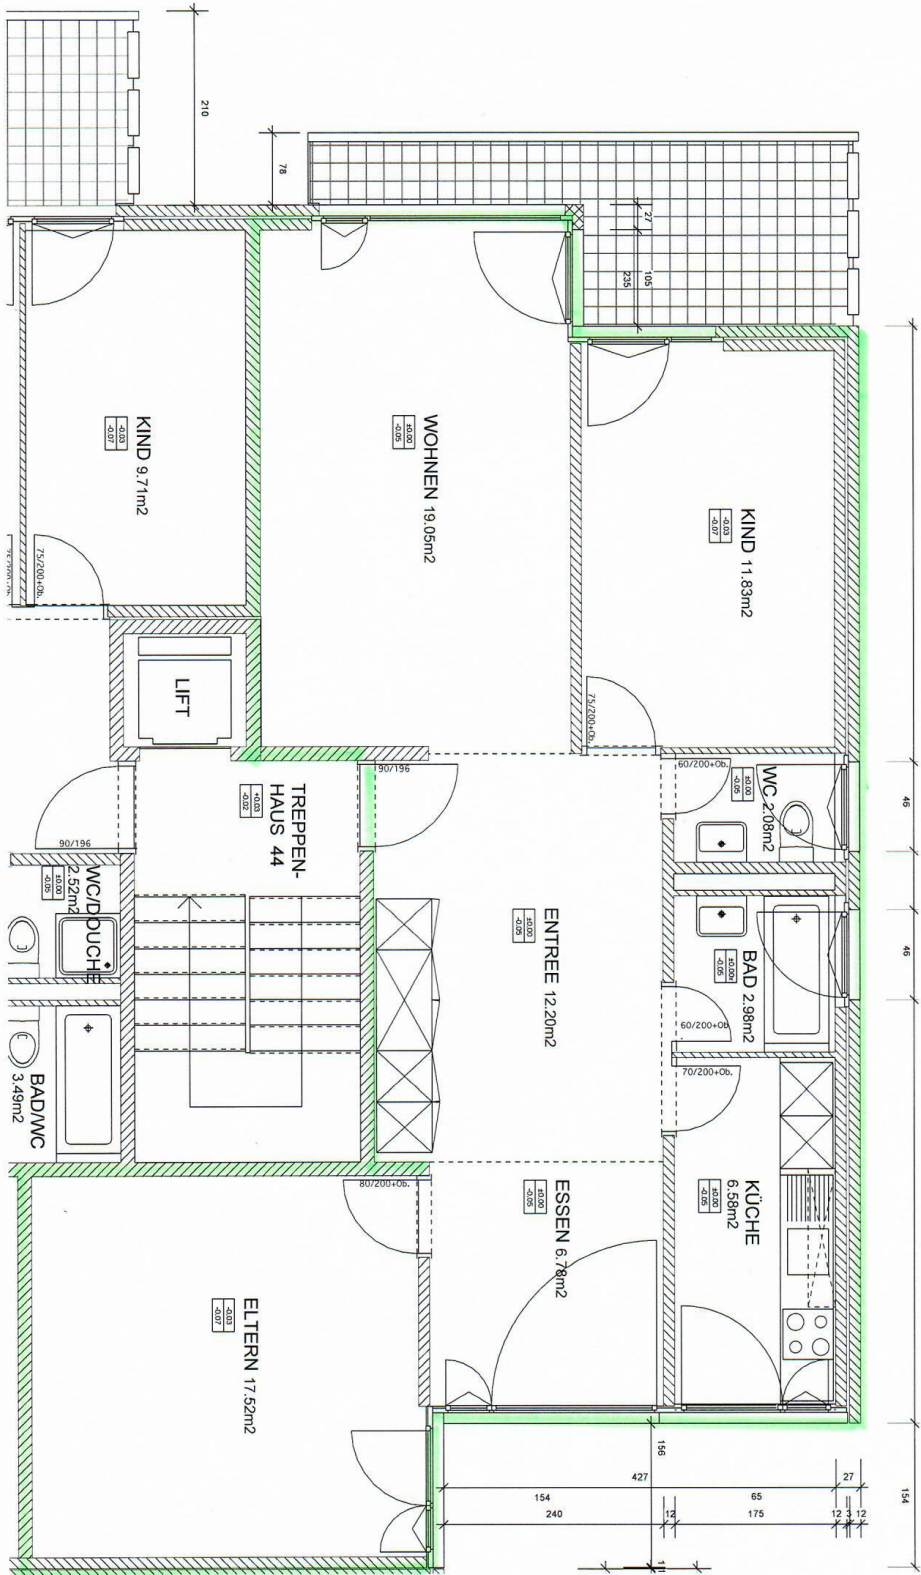 210
78
27
105
235
KIND 9.71m2
-0.03
-0.07
WOHNEN 19.05m2
±0.00
-0.05
KIND 11.83m2
-0.03
-0.07
75/200+Ob.
75/200+Ob.
LIFT
TREPPEN-
HAUS 44
+0.03
-0.02
90/196
90/196
60/200+Ob.
WC 2.08m2
±0.00
-0.05
46
46
WC/DOUCHE
2.52m2
±0.00
-0.05
ENTREE 12.20m2
±0.00
-0.05
BAD 2.98m2
±0.00
-0.05
60/200+Ob
70/200+Ob.
BAD/WC
3.49m2
80/200+Ob.
ESSEN 6.78m2
±0.00
-0.05
KÜCHE
6.58m2
±0.00
-0.05
ELTERN 17.52m2
-0.03
-0.07
156
427
27
154
154
65
240
12
175
12
3
12